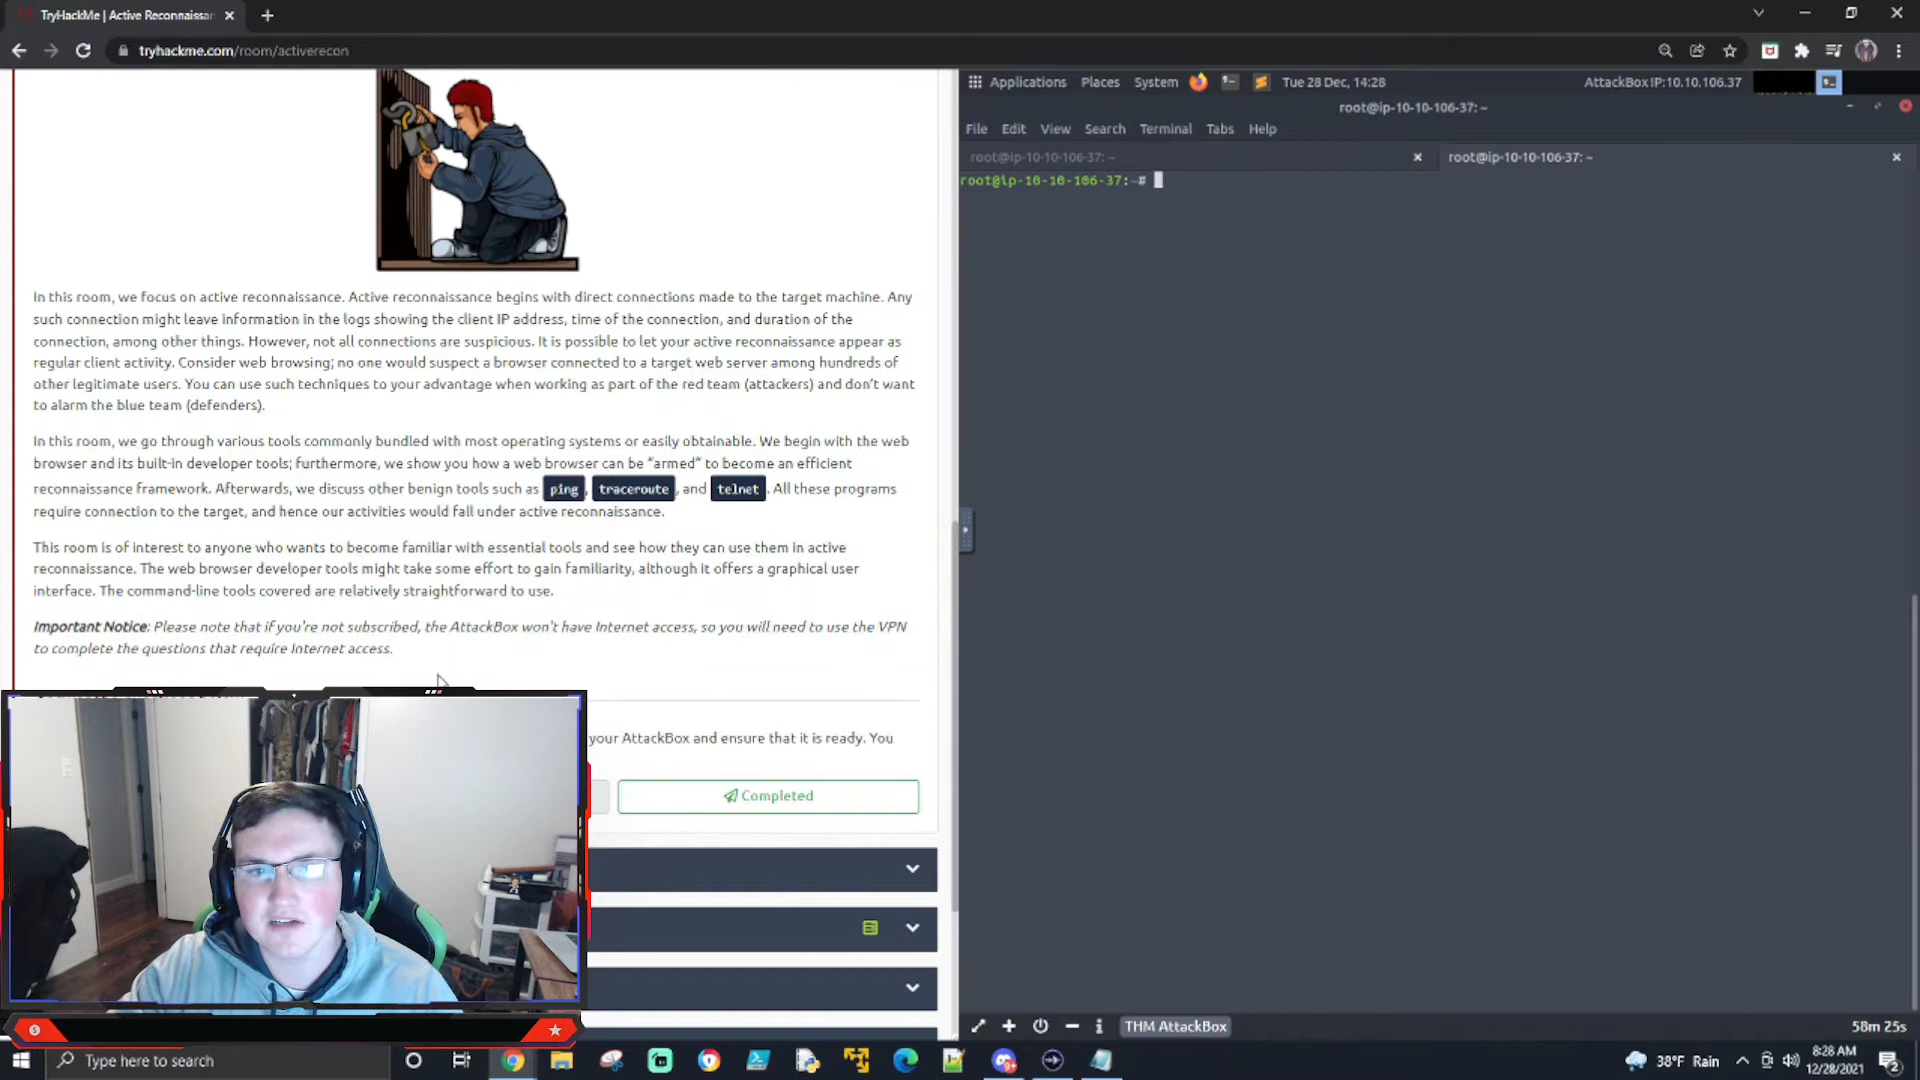 TryHackMe | Active Reconnaissan
tryhackme.com/room/activerecon
Applications Places System Tue 28 Dec, 14:28 AttackBox IP:10.10.106.37
root@ip-10-10-106-37: ~
File Edit View Search Terminal Tabs Help
root@ip-10-10-106-37: ~ root@ip-10-10-106-37: ~
root@ip-10-10-106-37:~#
In this room, we focus on active reconnaissance. Active reconnaissance begins with direct connections made to the target machine. Any
such connection might leave information in the logs showing the client IP address, time of the connection, and duration of the
connection, among other things. However, not all connections are suspicious. It is possible to let your active reconnaissance appear as
regular client activity. Consider web browsing; no one would suspect a browser connected to a target web server among hundreds of
other legitimate users. You can use such techniques to your advantage when working as part of the red team (attackers) and don't want
to alarm the blue team (defenders).
In this room, we go through various tools commonly bundled with most operating systems or easily obtainable. We begin with the web
browser and its built-in developer tools; furthermore, we show you how a web browser can be "armed" to become an efficient
reconnaissance framework. Afterwards, we discuss other benign tools such as ping, traceroute, and telnet. All these programs
require connection to the target, and hence our activities would fall under active reconnaissance.
This room is of interest to anyone who wants to become familiar with essential tools and see how they can use them in active
reconnaissance. The web browser developer tools might take some effort to gain familiarity, although it offers a graphical user
interface. The command-line tools covered are relatively straightforward to use.
Important Notice: Please note that if you're not subscribed, the AttackBox won't have Internet access, so you will need to use the VPN
to complete the questions that require Internet access.
your AttackBox and ensure that it is ready. You
Completed
THM AttackBox 58m 25s
Type here to search
38°F Rain
8:28 AM
12/28/2021
2